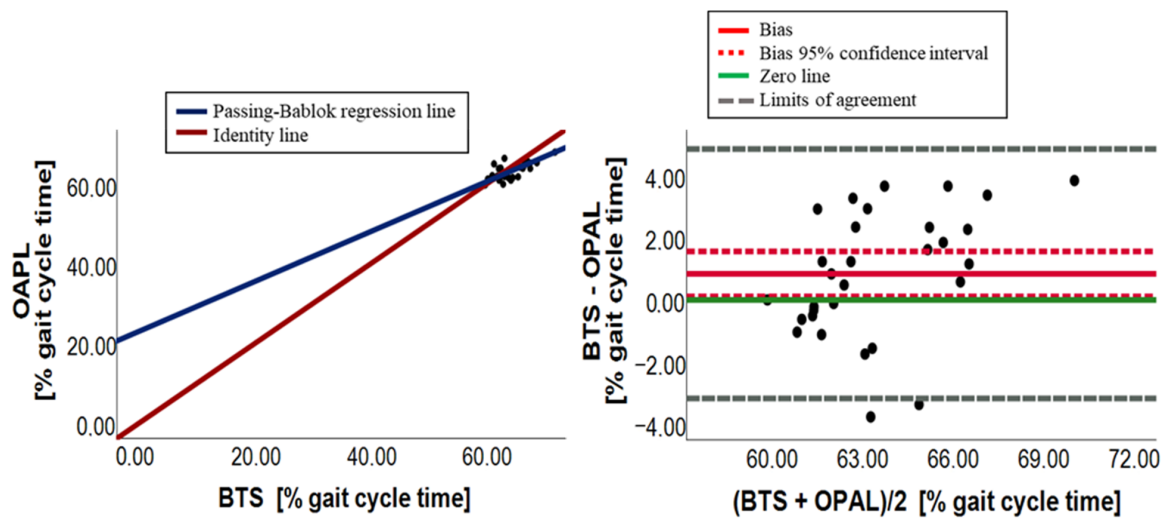 Passing-Bablok regression line
Identity line
OAPL
[% gait cycle time]
60.00
40.00
20.00
0.00
0.00 20.00 40.00 60.00
BTS [% gait cycle time]
Bias
Bias 95% confidence interval
Zero line
Limits of agreement
BTS - OPAL
[% gait cycle time]
4.00
2.00
0.00
−2.00
−4.00
60.00 63.00 66.00 69.00 72.00
(BTS + OPAL)/2 [% gait cycle time]